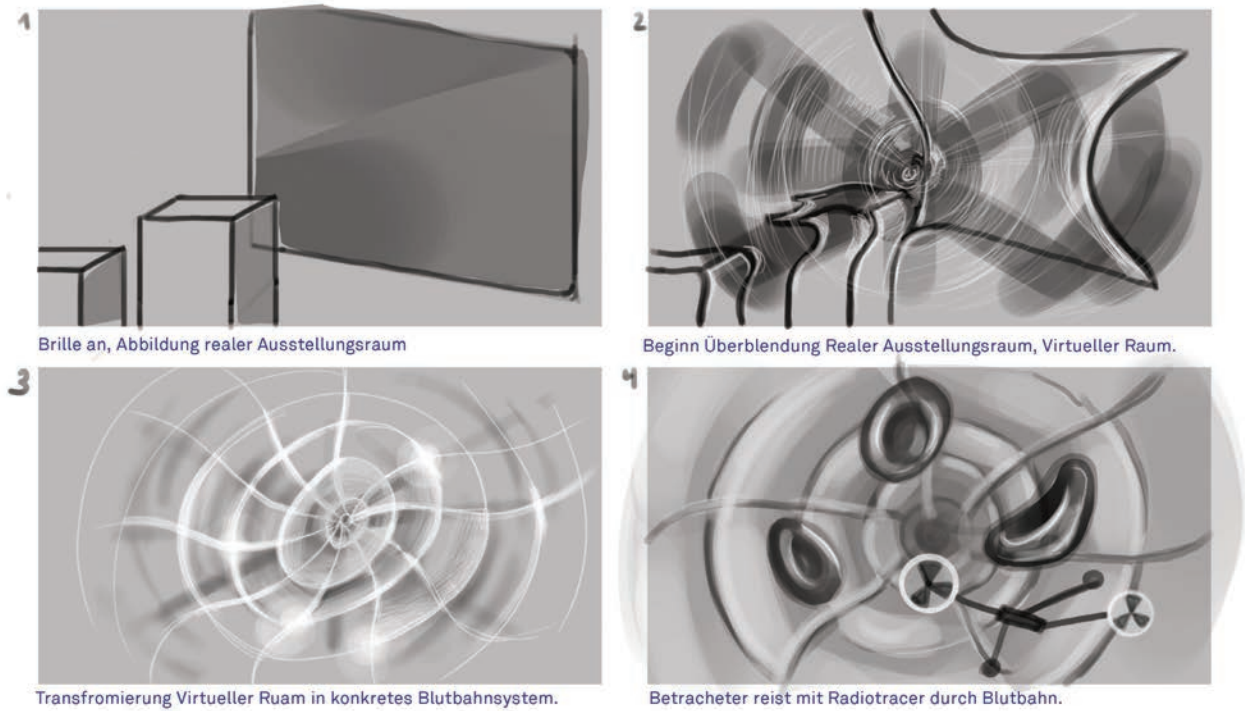 1
2
Brille an, Abbildung realer Ausstellungsraum
Beginn Überblendung Realer Ausstellungsraum, Virtueller Raum.
3
4
Transfromierung Virtueller Ruam in konkretes Blutbahnsystem.
Betracheter reist mit Radiotracer durch Blutbahn.